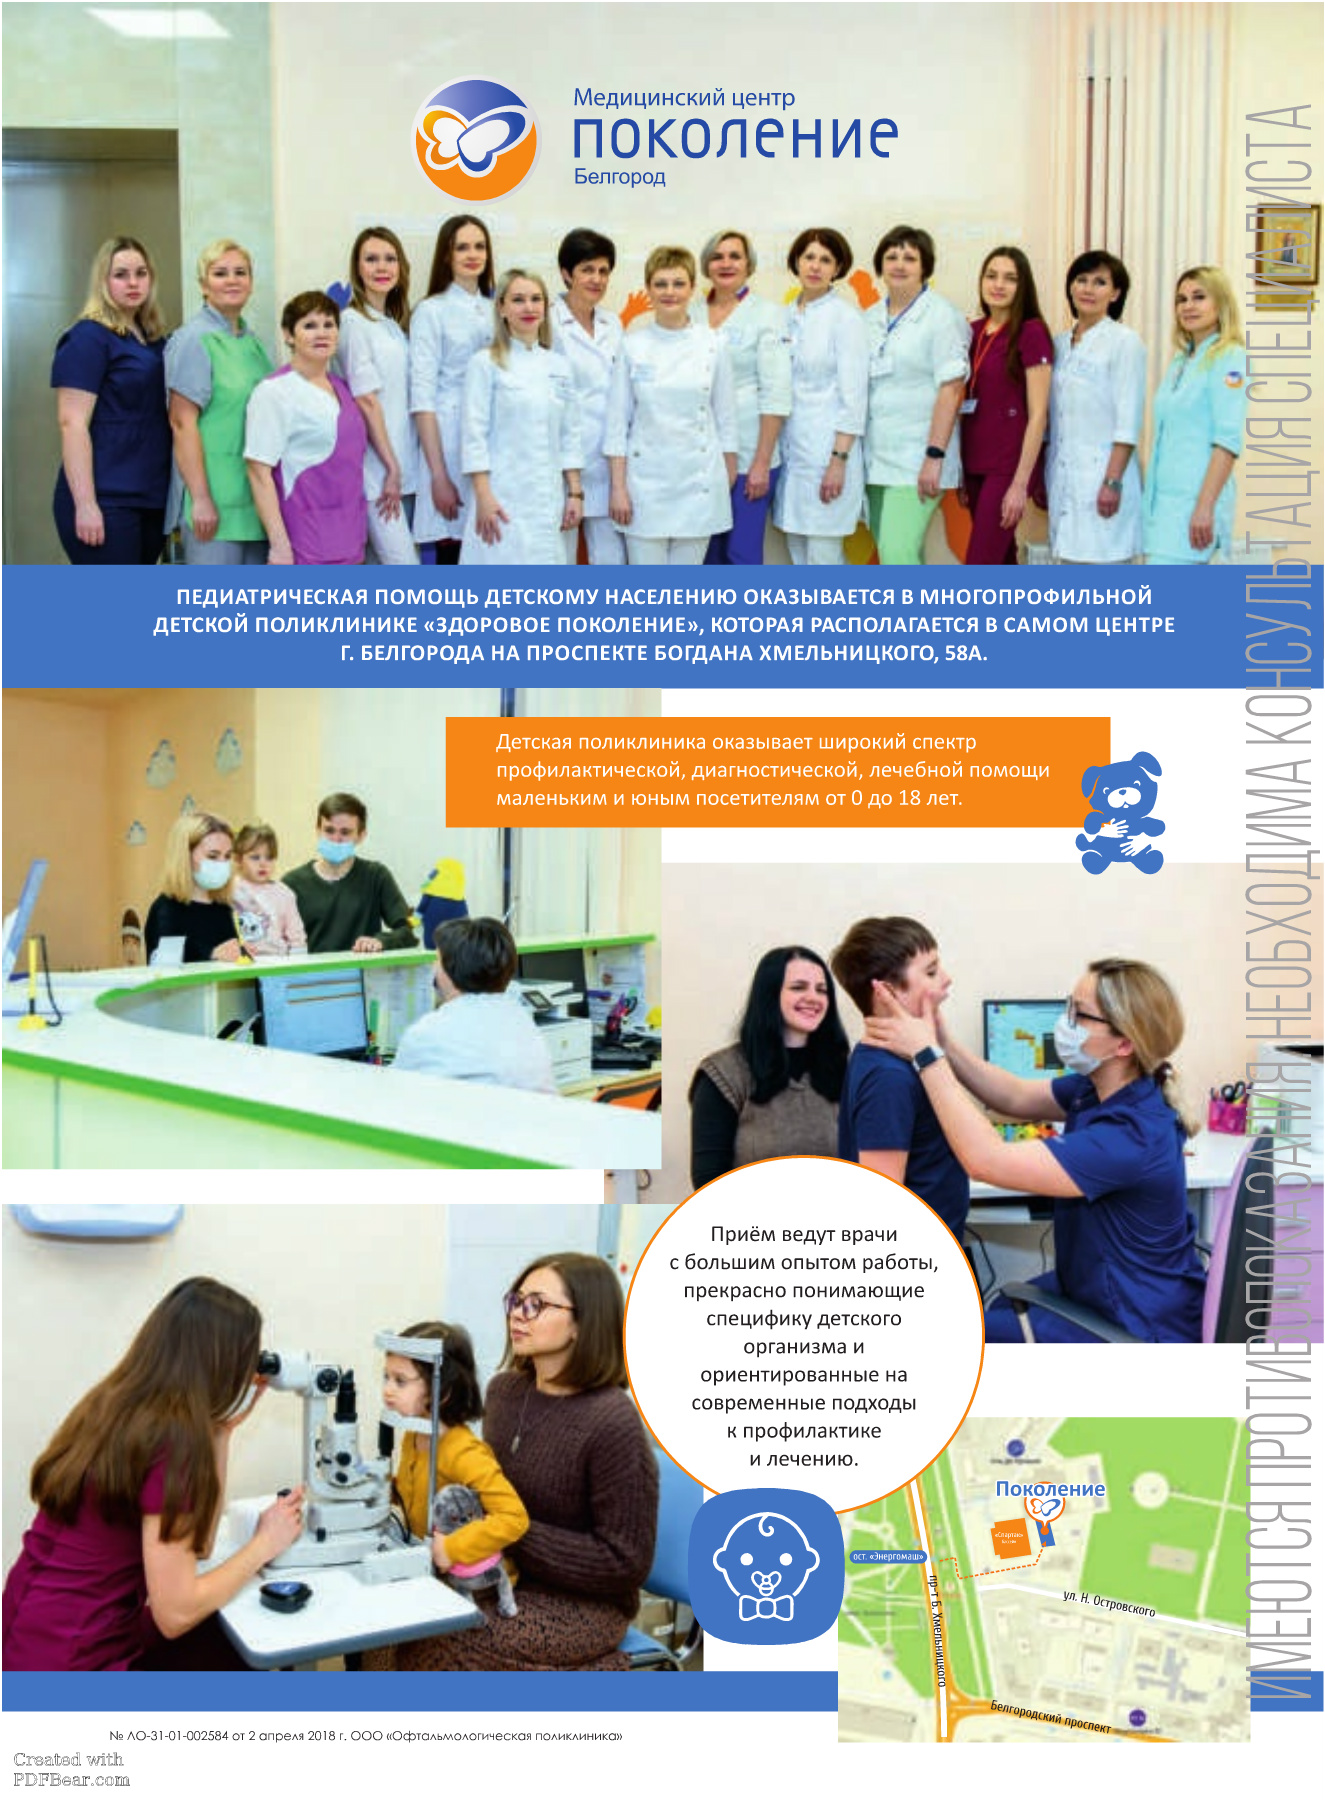 Медицинский центр
поколение
Белгород
ПЕДИАТРИЧЕСКАЯ ПОМОЩЬ ДЕТСКОМУ НАСЕЛЕНИЮ ОКАЗЫВАЕТСЯ В МНОГОПРОФИЛЬНОЙ
ДЕТСКОЙ ПОЛИКЛИНИКЕ «ЗДОРОВОЕ ПОКОЛЕНИЕ», КОТОРАЯ РАСПОЛАГАЕТСЯ В САМОМ ЦЕНТРЕ
Г. БЕЛГОРОДА НА ПРОСПЕКТЕ БОГДАНА ХМЕЛЬНИЦКОГО, 58А.
Детская поликлиника оказывает широкий спектр
профилактической, диагностической, лечебной помощи
маленьким и юным посетителям от 0 до 18 лет.
Приём ведут врачи
с большим опытом работы,
прекрасно понимающие
специфику детского
организма и
ориентированные на
современные подходы
к профилактике
и лечению.
Поколение
«Спартак»
ост. «Энергомаш»
пр-т Б. Хмельницкого
ул. Н. Островского
Белгородский проспект
ИМЕЮТСЯ ПРОТИВОПОКАЗАНИЯ. НЕОБХОДИМА КОНСУЛЬТАЦИЯ СПЕЦИАЛИСТА
№ ЛО-31-01-002584 от 2 апреля 2018 г. ООО «Офтальмологическая поликлиника»
Created with
PDFBear.com